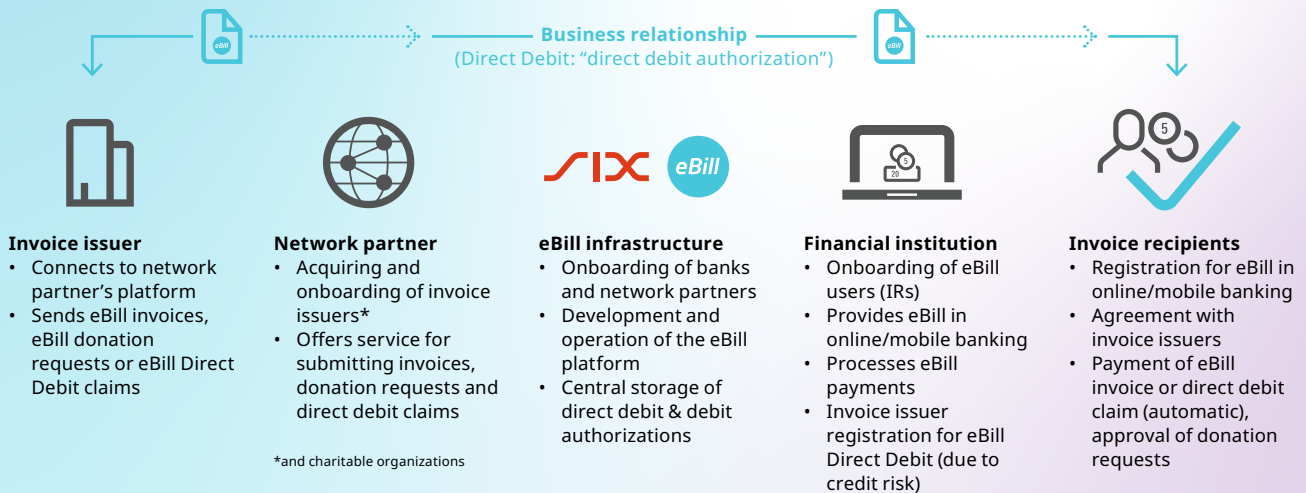 eBill
Business relationship
eBill
(Direct Debit: “direct debit authorization”)
SIX
eBill
5
20
5
Invoice issuer
• Connects to network
partner’s platform
• Sends eBill invoices,
eBill donation
requests or eBill Direct
Debit claims
Network partner
• Acquiring and
onboarding of invoice
issuers*
• Offers service for
submitting invoices,
donation requests and
direct debit claims
*and charitable organizations
eBill infrastructure
• Onboarding of banks
and network partners
• Development and
operation of the eBill
platform
• Central storage of
direct debit & debit
authorizations
Financial institution
• Onboarding of eBill
users (IRs)
• Provides eBill in
online/mobile banking
• Processes eBill
payments
• Invoice issuer
registration for eBill
Direct Debit (due to
credit risk)
Invoice recipients
• Registration for eBill in
online/mobile banking
• Agreement with
invoice issuers
• Payment of eBill
invoice or direct debit
claim (automatic),
approval of donation
requests